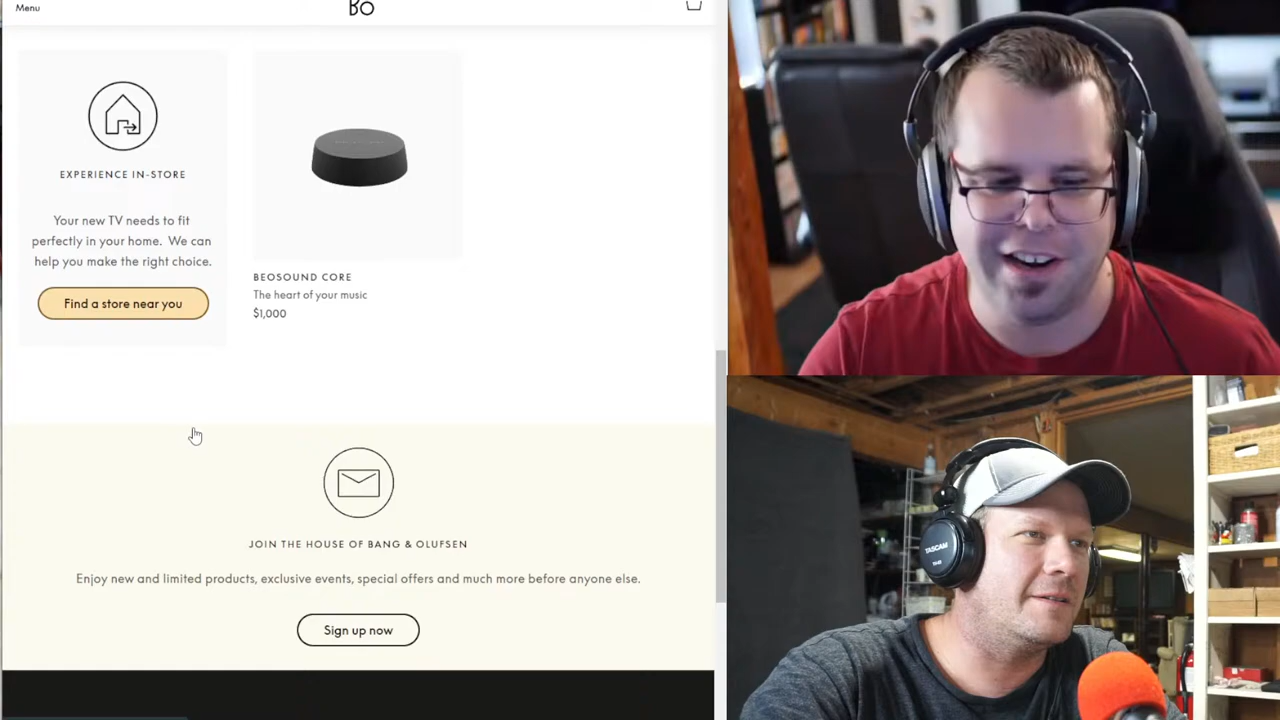 Menu
EXPERIENCE IN-STORE
Your new TV needs to fit
perfectly in your home. We can
help you make the right choice.
Find a store near you
BEOSOUND CORE
The heart of your music
$1,000
JOIN THE HOUSE OF BANG & OLUFSEN
Enjoy new and limited products, exclusive events, special offers and much more before anyone else.
Sign up now
TASCAM